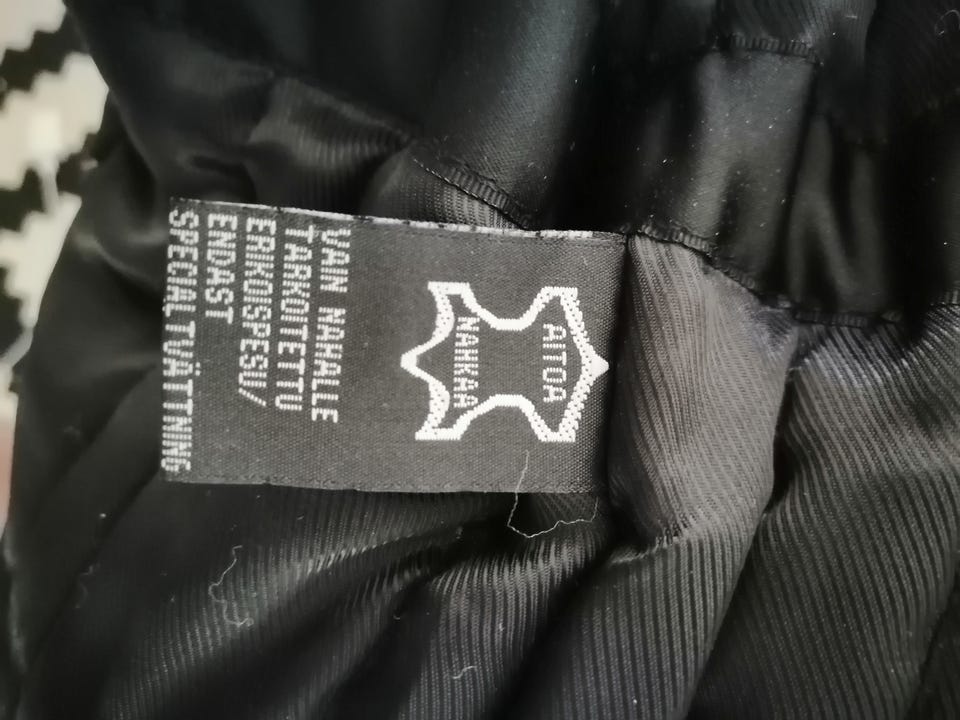 AITOA
NAHKAA
VAIN NAHALLE
TARKOITETTU
ERIKOISPESU/
ENDAST
SPECIALTVÄTTNING